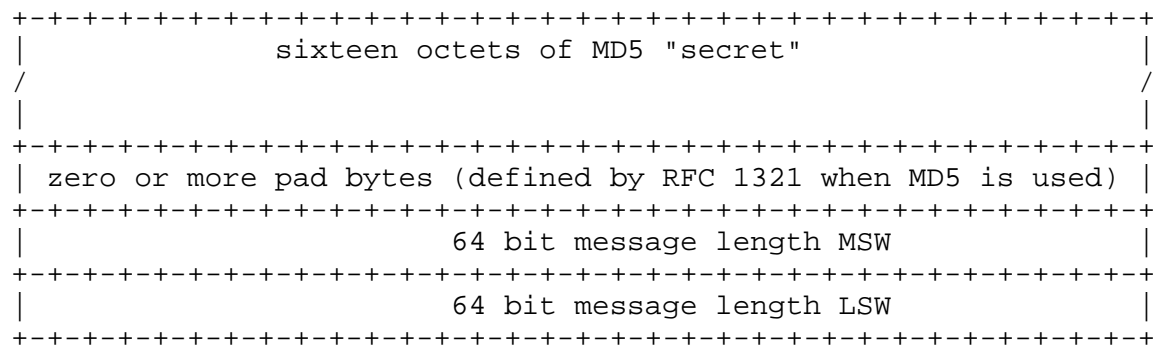 +-+-+-+-+-+-+-+-+-+-+-+-+-+-+-+-+-+-+-+-+-+-+-+-+-+-+-+-+-+-+-+-+
|              sixteen octets of MD5 "secret"                   |
/                                                               /
|                                                               |
+-+-+-+-+-+-+-+-+-+-+-+-+-+-+-+-+-+-+-+-+-+-+-+-+-+-+-+-+-+-+-+-+
| zero or more pad bytes (defined by RFC 1321 when MD5 is used) |
+-+-+-+-+-+-+-+-+-+-+-+-+-+-+-+-+-+-+-+-+-+-+-+-+-+-+-+-+-+-+-+-+
|                        64 bit message length MSW              |
+-+-+-+-+-+-+-+-+-+-+-+-+-+-+-+-+-+-+-+-+-+-+-+-+-+-+-+-+-+-+-+-+
|                        64 bit message length LSW              |
+-+-+-+-+-+-+-+-+-+-+-+-+-+-+-+-+-+-+-+-+-+-+-+-+-+-+-+-+-+-+-+-+